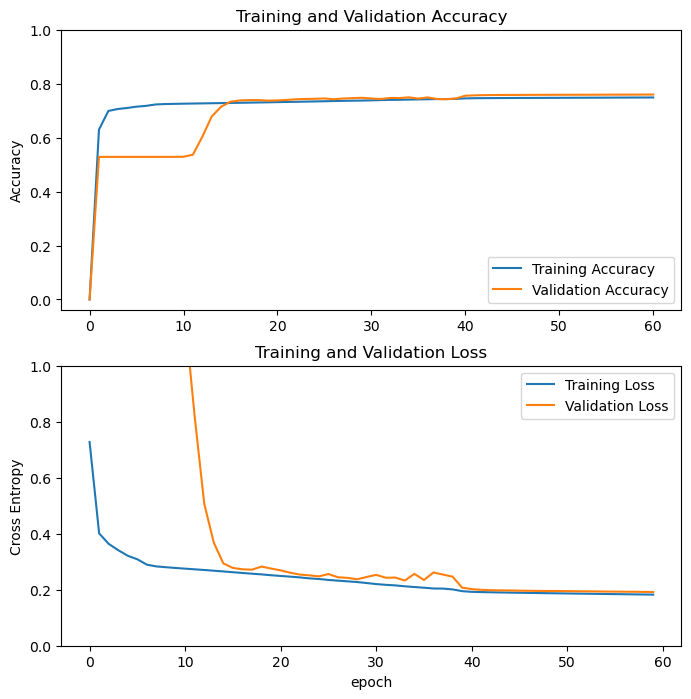 Training and Validation Accuracy
1.0
0.8
0.6
0.4
0.2
0.0
Accuracy
Training Accuracy
Validation Accuracy
0 10 20 30 40 50 60
Training and Validation Loss
1.0
0.8
0.6
0.4
0.2
0.0
Cross Entropy
Training Loss
Validation Loss
0 10 20 30 40 50 60
epoch